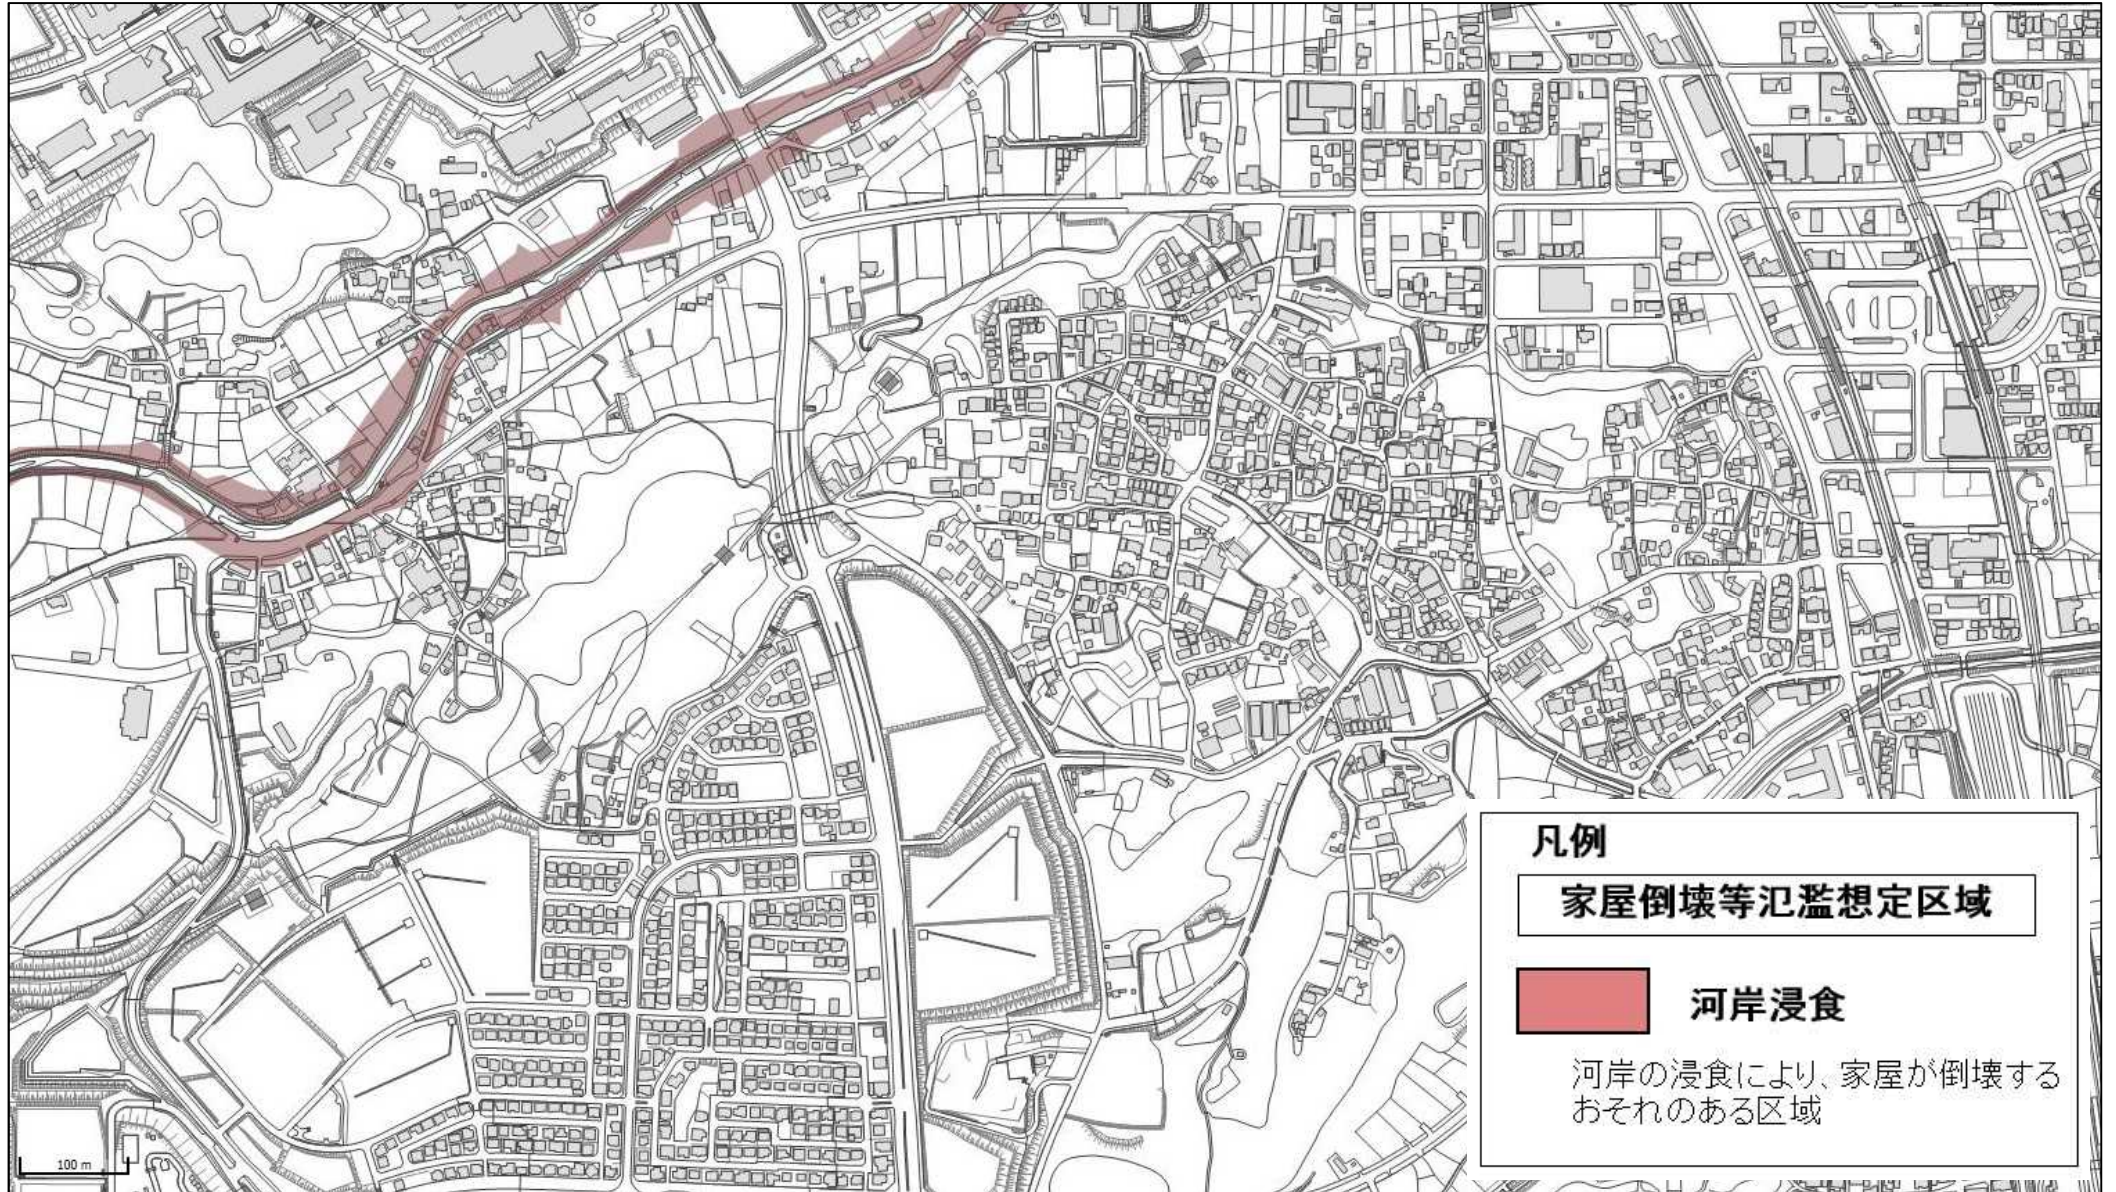 凡例
家屋倒壊等氾濫想定区域
河岸浸食
河岸の浸食により、家屋が倒壊する
おそれのある区域
100 m